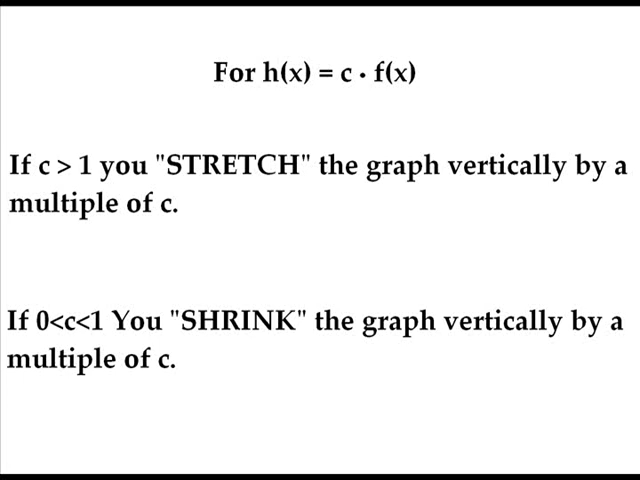 For h(x) = c · f(x)
If c > 1 you "STRETCH" the graph vertically by a
multiple of c.
If 0<c<1 You "SHRINK" the graph vertically by a
multiple of c.